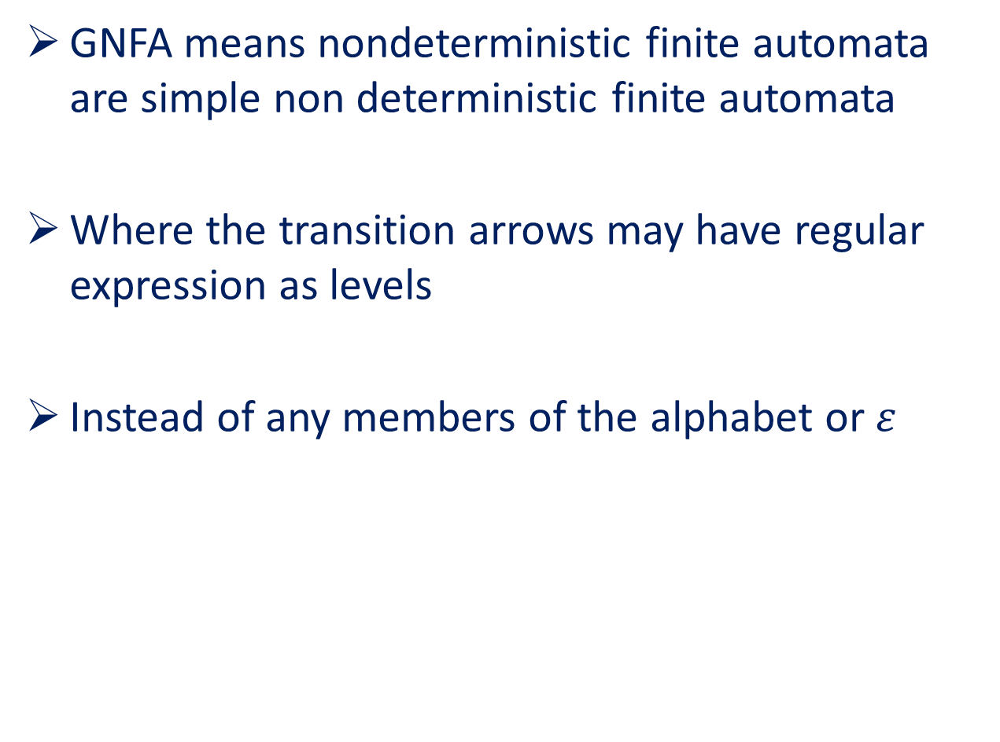 ➢ GNFA means nondeterministic finite automata
are simple non deterministic finite automata
➢ Where the transition arrows may have regular
expression as levels
➢ Instead of any members of the alphabet or ε